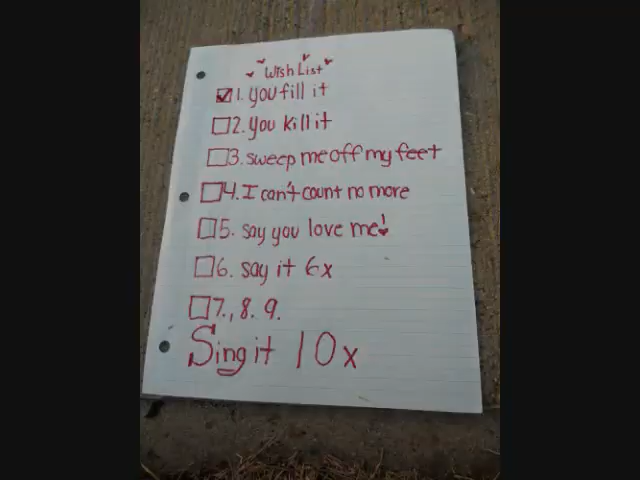 Wish List
1. you fill it
2. you kill it
3. sweep me off my feet
4. I can't count no more
5. say you love me!
6. say it 6x
7., 8. 9.
Sing it 10x